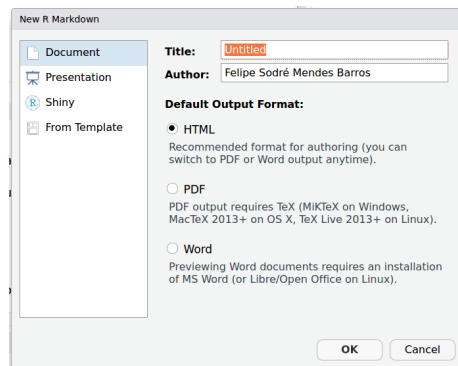 New R Markdown
Document
Presentation
R Shiny
From Template
Title: Untitled
Author: Felipe Sodré Mendes Barros
Default Output Format:
HTML
Recommended format for authoring (you can
switch to PDF or Word output anytime).
PDF
PDF output requires TeX (MiKTeX on Windows,
MacTeX 2013+ on OS X, TeX Live 2013+ on Linux).
Word
Previewing Word documents requires an installation
of MS Word (or Libre/Open Office on Linux).
OK Cancel